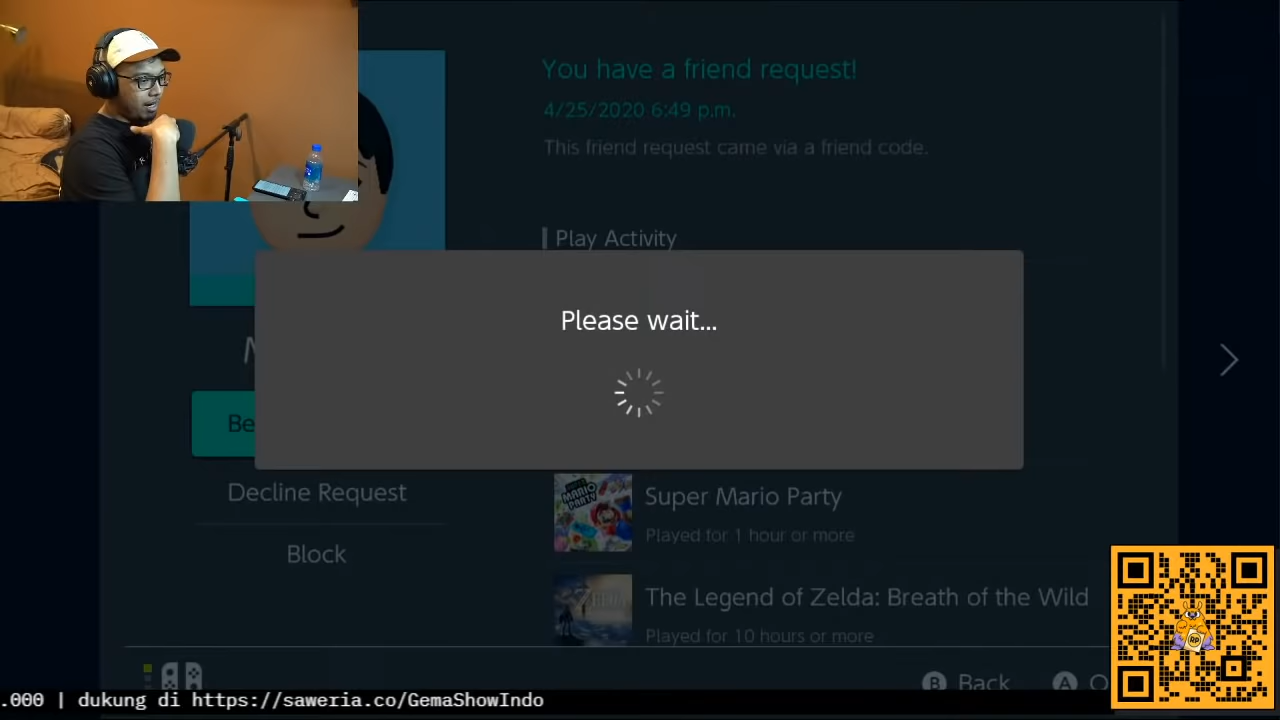 You have a friend request!
4/25/2020 6:49 p.m.
This friend request came via a friend code.
Play Activity
Please wait...
Be
Decline Request
Block
Super Mario Party
Played for 1 hour or more
The Legend of Zelda: Breath of the Wild
Played for 10 hours or more
B Back
A
RP
.000 | dukung di https://saweria.co/GemaShowIndo